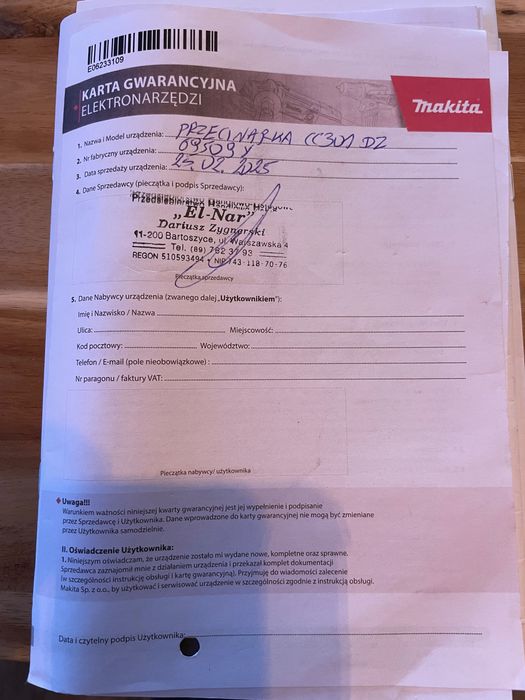 E06233109
KARTA GWARANCYJNA
ELEKTRONARZĘDZI
makita
1. Nazwa i Model urządzenia: PRZECINARKA CC301 DZ
2. Nr fabryczny urządzenia: 69509 Y
3. Data sprzedaży urządzenia: 25.02.2025
4. Dane Sprzedawcy (pieczątka i podpis Sprzedawcy):
Przedsiębiorstwo
„El-Nar"
Dariusz Zygnerski
11-200 Bartoszyce, ul. Warszawska 4
Tel. (89) 762 31 93
REGON 510593494 • NIP 743-118-70-76
Pieczątka sprzedawcy
5. Dane Nabywcy urządzenia (zwanego dalej „Użytkownikiem"):
Imię i Nazwisko / Nazwa
Ulica: Miejscowość:
Kod pocztowy: Województwo:
Telefon / E-mail (pole nieobowiązkowe) :
Nr paragonu / faktury VAT:
Pieczątka nabywcy/ użytkownika
Uwaga!!!
Warunkiem ważności niniejszej kwarty gwarancyjnej jest jej wypełnienie i podpisanie
przez Sprzedawcę i Użytkownika. Dane wprowadzone do karty gwarancyjnej nie mogą być zmieniane
przez Użytkownika samodzielnie.
II. Oświadczenie Użytkownika:
1. Niniejszym oświadczam, że urządzenie zostało mi wydane nowe, kompletne oraz sprawne.
Sprzedawca zaznajomił mnie z działaniem urządzenia i przekazał komplet dokumentacji
(w szczególności instrukcję obsługi i kartę gwarancyjną). Przyjmuję do wiadomości zalecenie
Makita Sp. z o.o., by użytkować i serwisować urządzenie w szczególności zgodnie z instrukcją obsługi.
Data i czytelny podpis Użytkownika: